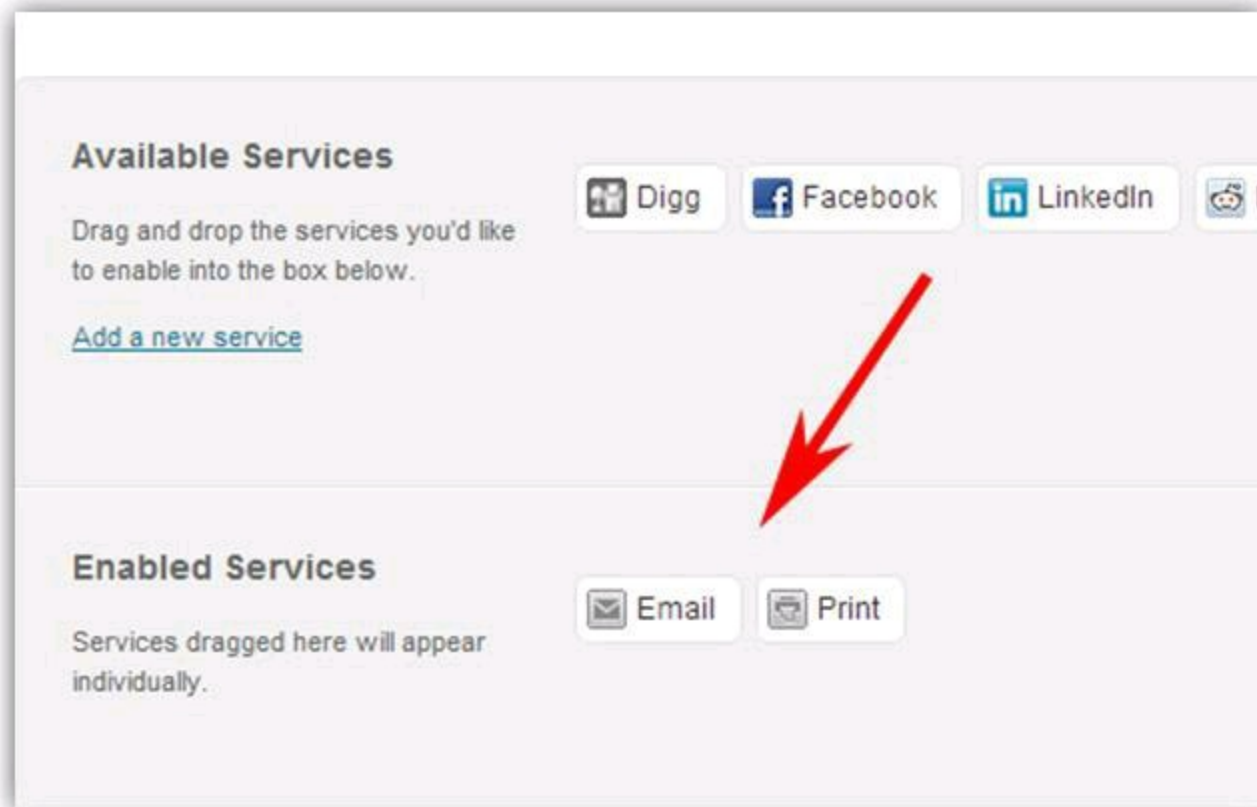 Available Services
Digg
Facebook
LinkedIn
Drag and drop the services you'd like
to enable into the box below.
Add a new service
Enabled Services
Email
Print
Services dragged here will appear
individually.